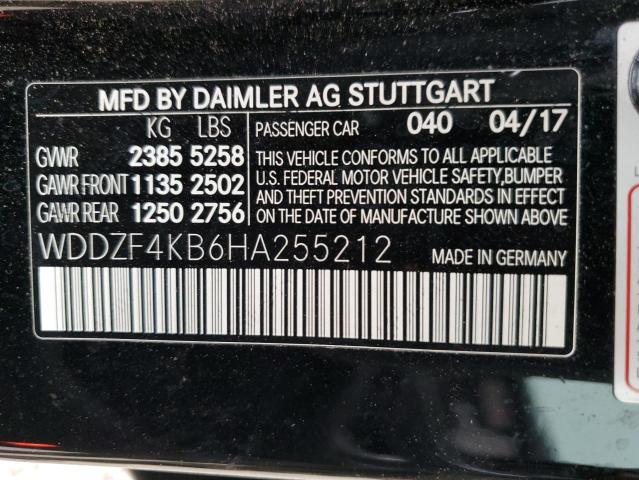 MFD BY DAIMLER AG STUTTGART
KG LBS
GVWR 2385 5258
GAWR FRONT 1135 2502
GAWR REAR 1250 2756
PASSENGER CAR 040 04/17
THIS VEHICLE CONFORMS TO ALL APPLICABLE
U.S. FEDERAL MOTOR VEHICLE SAFETY,BUMPER
AND THEFT PREVENTION STANDARDS IN EFFECT
ON THE DATE OF MANUFACTURE SHOWN ABOVE
WDDZF4KB6HA255212
MADE IN GERMANY